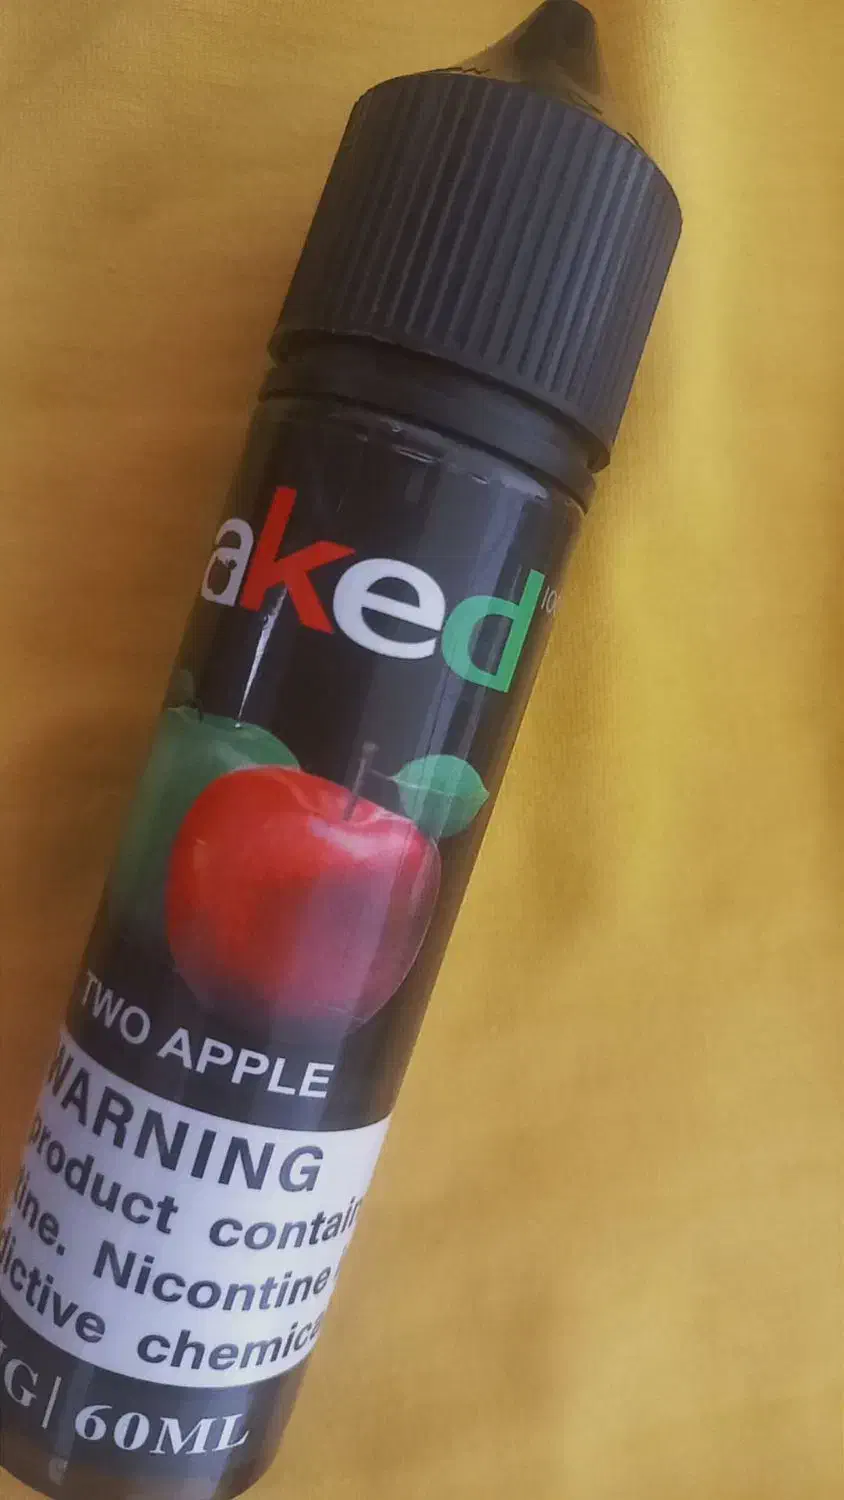 aked
TWO APPLE
WARNING
product contain
tine. Nicontine
dictive chemica
G| 60ML